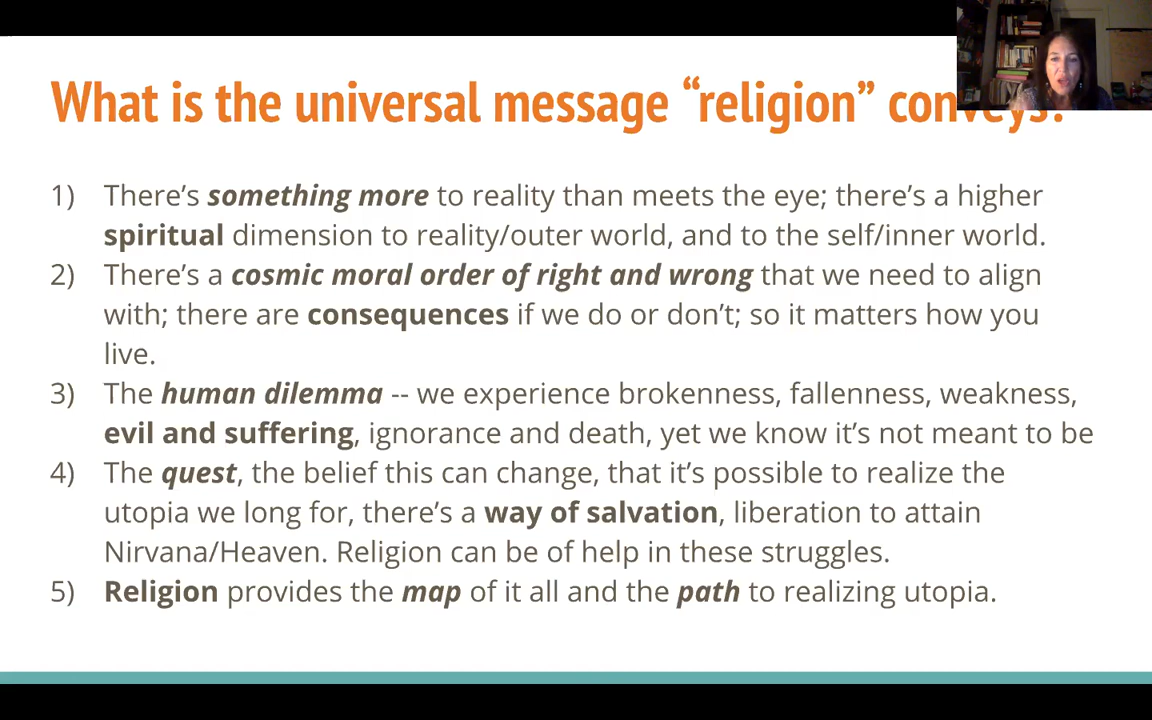 What is the universal message “religion” conveys?
1) There’s something more to reality than meets the eye; there’s a higher
spiritual dimension to reality/outer world, and to the self/inner world.
2) There’s a cosmic moral order of right and wrong that we need to align
with; there are consequences if we do or don’t; so it matters how you
live.
3) The human dilemma -- we experience brokenness, fallenness, weakness,
evil and suffering, ignorance and death, yet we know it’s not meant to be
4) The quest, the belief this can change, that it’s possible to realize the
utopia we long for, there’s a way of salvation, liberation to attain
Nirvana/Heaven. Religion can be of help in these struggles.
5) Religion provides the map of it all and the path to realizing utopia.